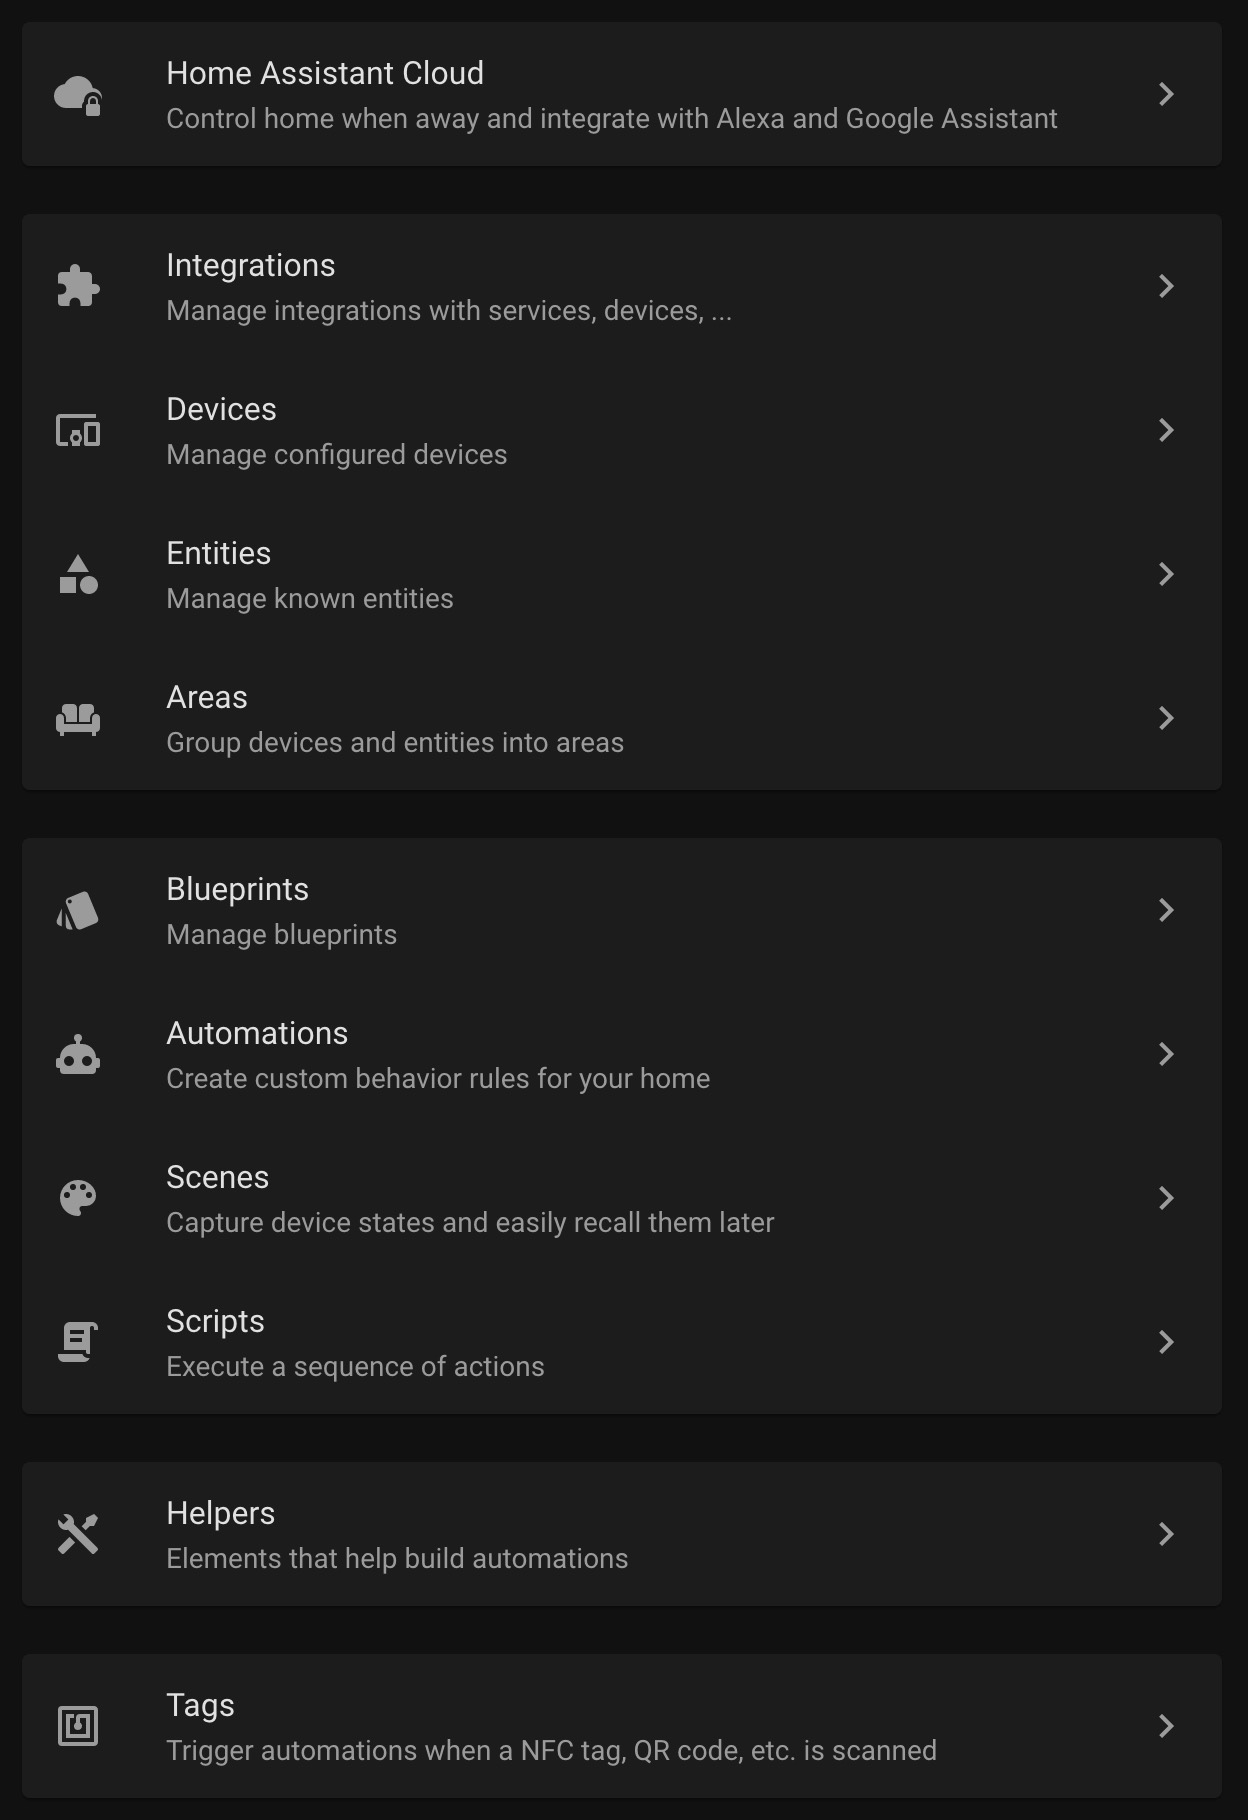 Home Assistant Cloud
Control home when away and integrate with Alexa and Google Assistant
Integrations
Manage integrations with services, devices, ...
Devices
Manage configured devices
Entities
Manage known entities
Areas
Group devices and entities into areas
Blueprints
Manage blueprints
Automations
Create custom behavior rules for your home
Scenes
Capture device states and easily recall them later
Scripts
Execute a sequence of actions
Helpers
Elements that help build automations
Tags
Trigger automations when a NFC tag, QR code, etc. is scanned